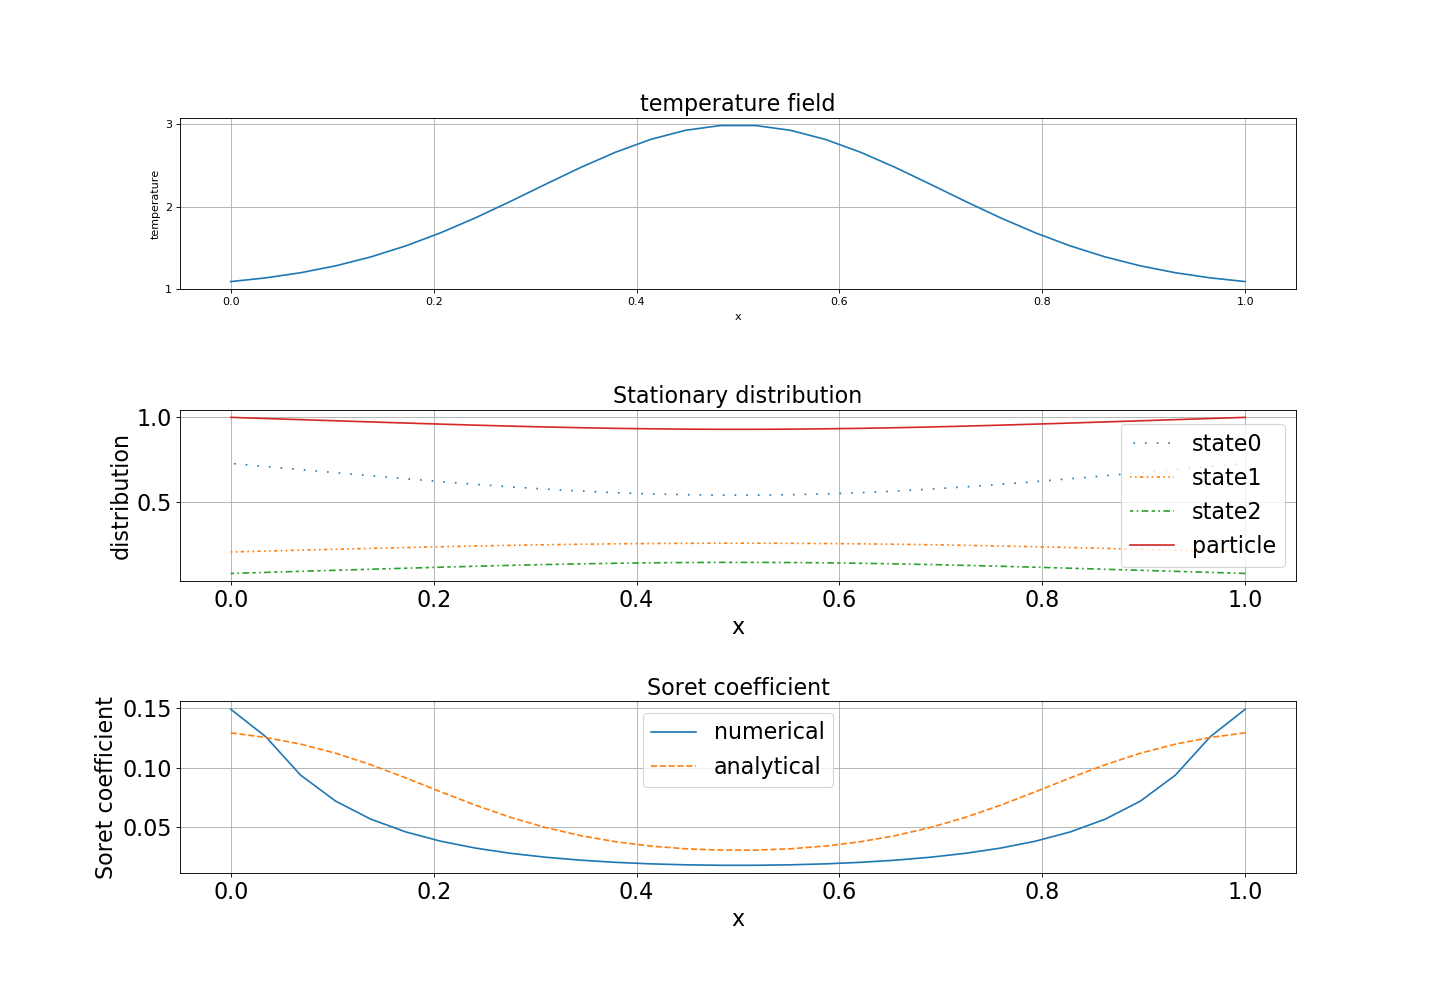 temperature field
3
2
1
temperature
0.0 0.2 0.4 0.6 0.8 1.0
x
Stationary distribution
1.0
0.5
distribution
state0
state1
state2
particle
0.0 0.2 0.4 0.6 0.8 1.0
x
Soret coefficient
0.15
0.10
0.05
Soret coefficient
numerical
analytical
0.0 0.2 0.4 0.6 0.8 1.0
x